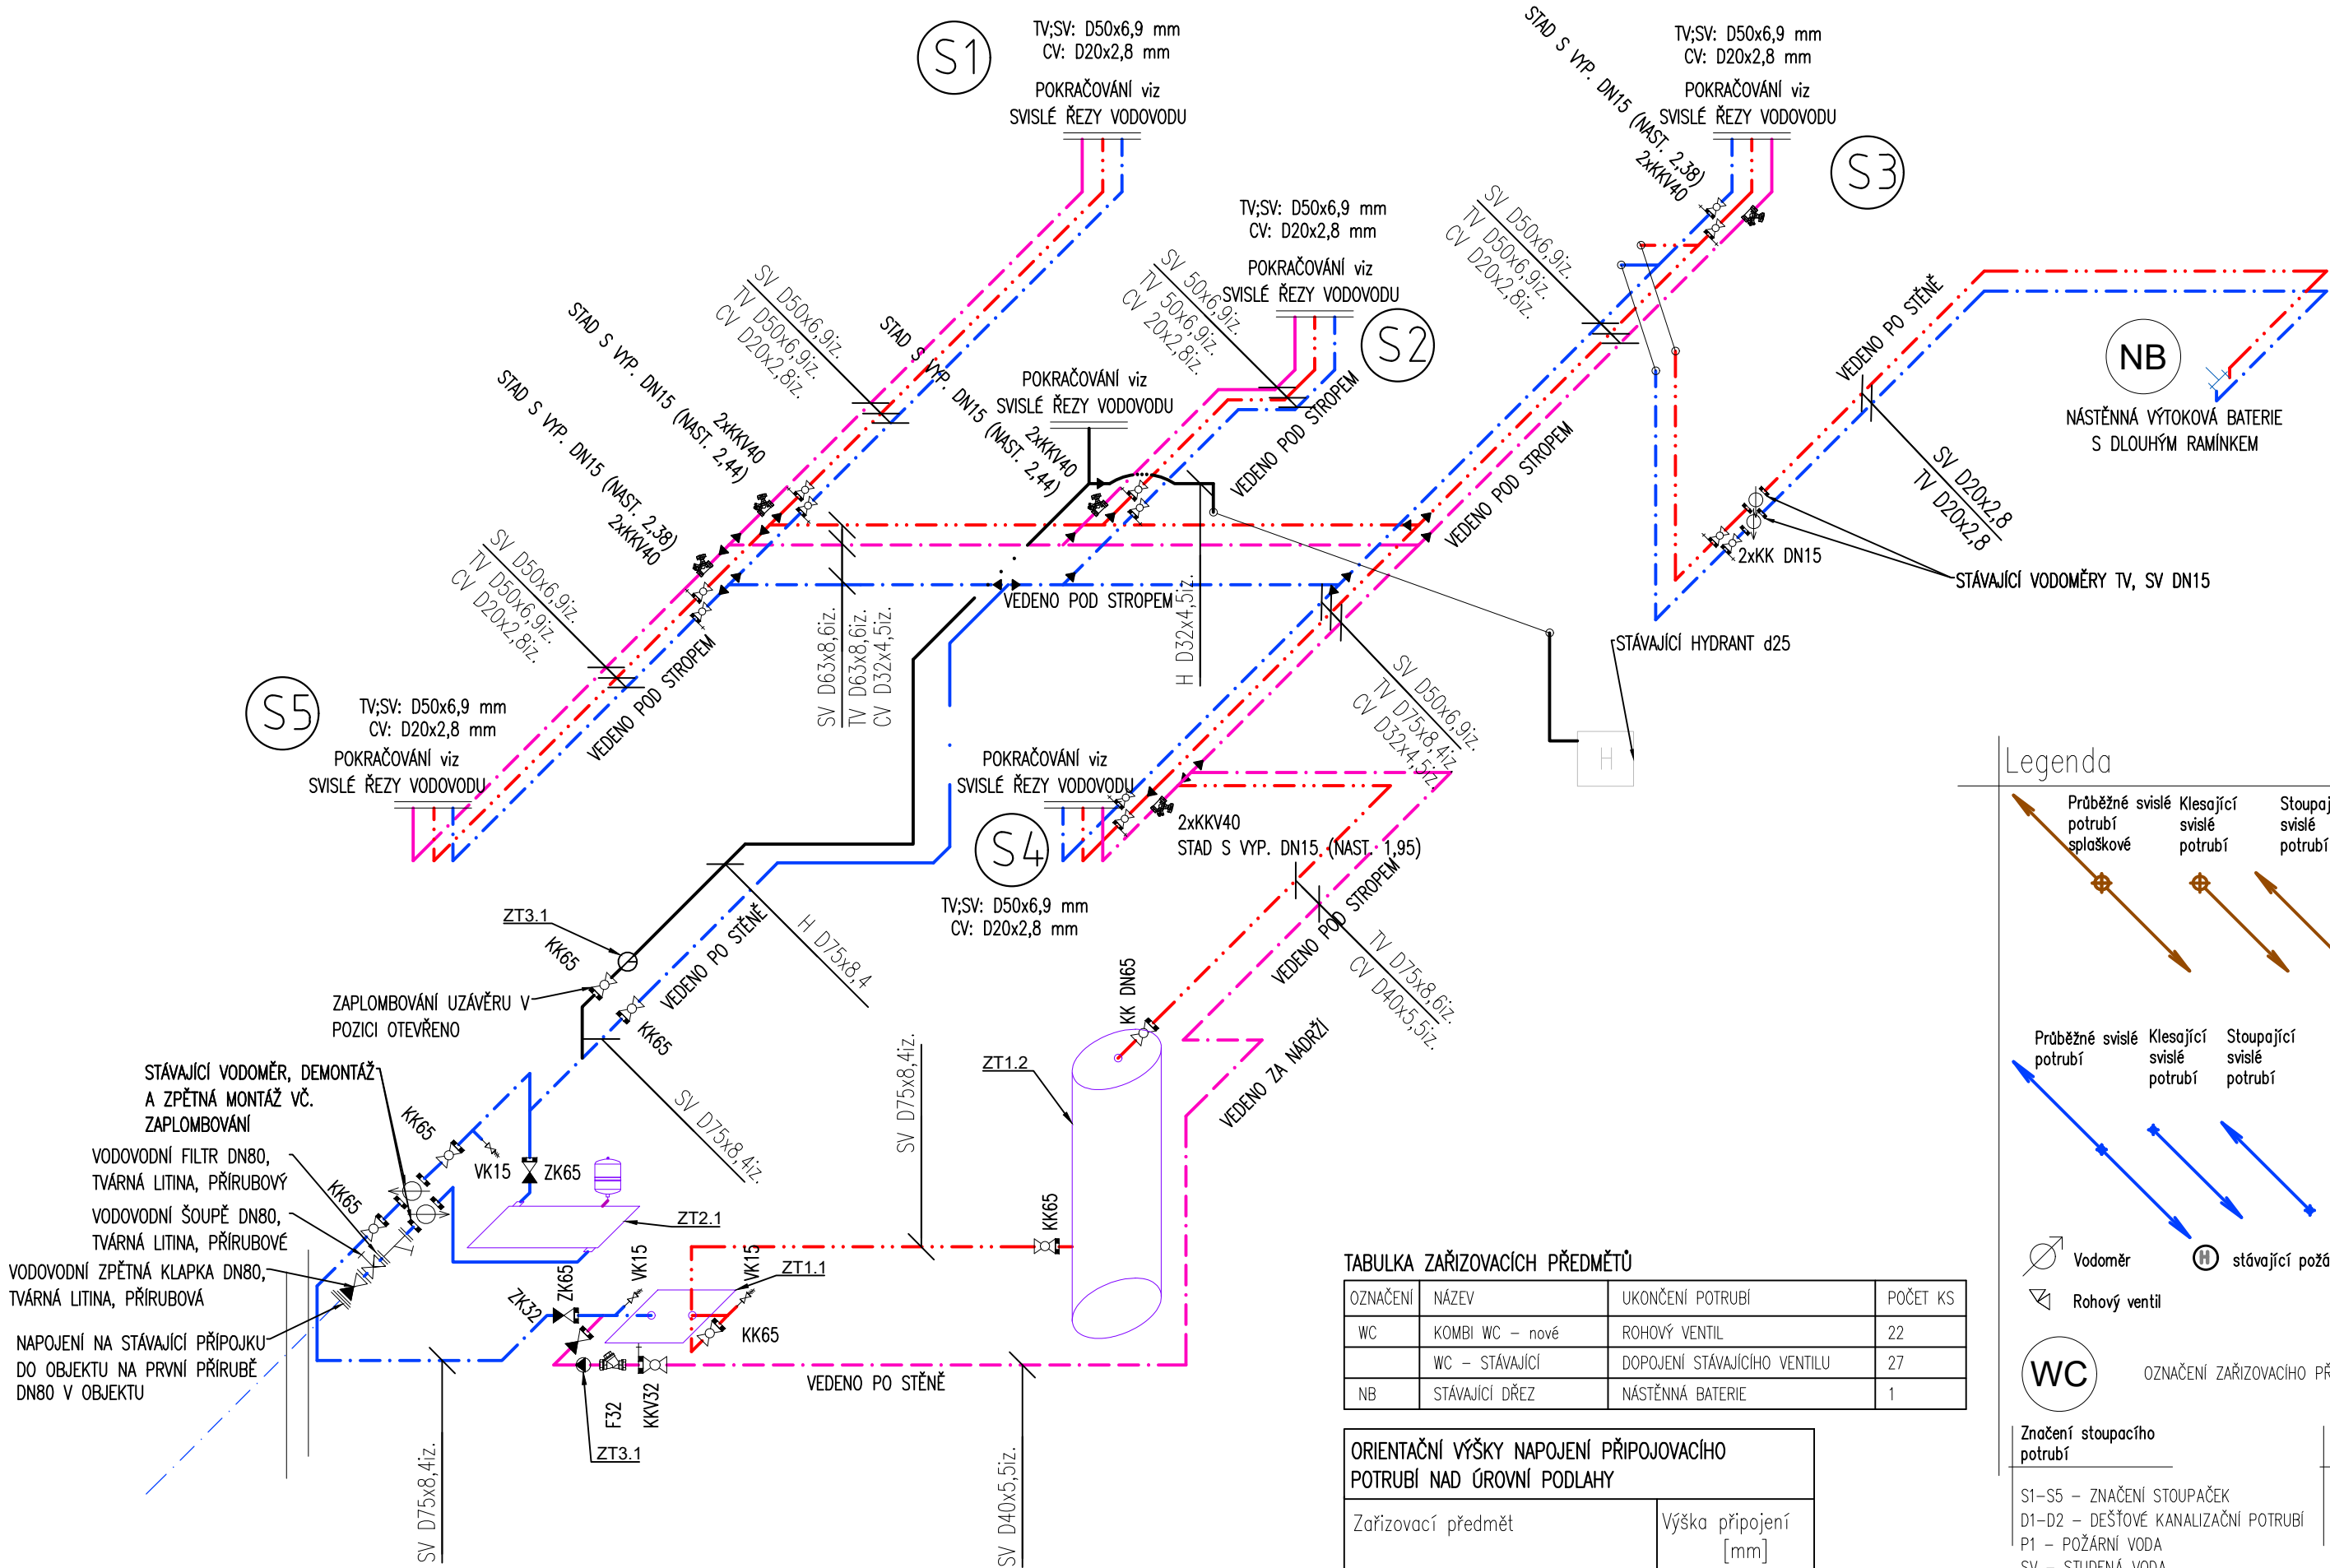 S1
TV;SV: D50x6,9 mm
CV: D20x2,8 mm
POKRAČOVÁNÍ viz
SVISLÉ ŘEZY VODOVODU
STAD S VYP. DN15 (NAST. 2,38)
2xKKV40
TV;SV: D50x6,9 mm
CV: D20x2,8 mm
POKRAČOVÁNÍ viz
SVISLÉ ŘEZY VODOVODU
S3
TV;SV: D50x6,9 mm
CV: D20x2,8 mm
POKRAČOVÁNÍ viz
SVISLÉ ŘEZY VODOVODU
S2
SV D50x6,9iz.
TV D50x6,9iz.
CV D20x2,8iz.
SV 50x6,9iz.
TV 50x6,9iz.
CV 20x2,8iz.
SV D50x6,9iz.
TV D50x6,9iz.
CV D20x2,8iz.
STAD S VYP. DN15 (NAST. 2,44)
2xKKV40
STAD S VYP. DN15 (NAST. 2,44)
2xKKV40
POKRAČOVÁNÍ viz
SVISLÉ ŘEZY VODOVODU
STAD S VYP. DN15 (NAST. 2,38)
2xKKV40
VEDENO POD STROPEM
VEDENO POD STROPEM
VEDENO PO STĚNĚ
NB
NÁSTĚNNÁ VÝTOKOVÁ BATERIE
S DLOUHÝM RAMÍNKEM
SV D20x2,8
TV D20x2,8
2xKK DN15
STÁVAJÍCÍ VODOMĚRY TV, SV DN15
SV D50x6,9iz.
TV D50x6,9iz.
CV D20x2,8iz.
VEDENO POD STROPEM
SV D63x8,6iz.
TV D63x8,6iz.
CV D32x4,5iz.
VEDENO POD STROPEM
H D32x4,5iz.
STÁVAJÍCÍ HYDRANT d25
H
S5
TV;SV: D50x6,9 mm
CV: D20x2,8 mm
POKRAČOVÁNÍ viz
SVISLÉ ŘEZY VODOVODU
SV D50x6,9iz.
TV D75x8,4iz.
CV D32x4,5iz.
POKRAČOVÁNÍ viz
SVISLÉ ŘEZY VODOVODU
S4
TV;SV: D50x6,9 mm
CV: D20x2,8 mm
2xKKV40
STAD S VYP. DN15 (NAST. 1,95)
VEDENO POD STROPEM
TV D75x8,6iz.
CV D40x5,5iz.
ZT3.1
KK65
H D75x8,4
VEDENO PO STĚNĚ
ZAPLOMBOVÁNÍ UZÁVĚRU V
POZICI OTEVŘENO
KK65
SV D75x8,4iz.
KK DN65
ZT1.2
VEDENO ZA NÁDRŽÍ
SV D75x8,4iz.
STÁVAJÍCÍ VODOMĚR, DEMONTÁŽ
A ZPĚTNÁ MONTÁŽ VČ.
ZAPLOMBOVÁNÍ
KK65
VK15
ZK65
VODOVODNÍ FILTR DN80,
TVÁRNÁ LITINA, PŘÍRUBOVÝ
KK65
VODOVODNÍ ŠOUPĚ DN80,
TVÁRNÁ LITINA, PŘÍRUBOVÉ
VODOVODNÍ ZPĚTNÁ KLAPKA DN80,
TVÁRNÁ LITINA, PŘÍRUBOVÁ
NAPOJENÍ NA STÁVAJÍCÍ PŘÍPOJKU
DO OBJEKTU NA PRVNÍ PŘÍRUBĚ
DN80 V OBJEKTU
ZT2.1
ZK32
ZK65
VK15
VK15
ZT1.1
KK65
KK65
F32
KKV32
ZT3.1
VEDENO PO STĚNĚ
SV D75x8,4iz.
SV D40x5,5iz.
TABULKA ZAŘIZOVACÍCH PŘEDMĚTŮ
OZNAČENÍ NÁZEV UKONČENÍ POTRUBÍ POČET KS
WC KOMBI WC – nové ROHOVÝ VENTIL 22
WC – STÁVAJÍCÍ DOPOJENÍ STÁVAJÍCÍHO VENTILU 27
NB STÁVAJÍCÍ DŘEZ NÁSTĚNNÁ BATERIE 1
ORIENTAČNÍ VÝŠKY NAPOJENÍ PŘIPOJOVACÍHO
POTRUBÍ NAD ÚROVNÍ PODLAHY
Zařizovací předmět
Výška připojení
[mm]
Legenda
Průběžné svislé
potrubí
splaškové
Klesající
svislé
potrubí
Stoupaj
svislé
potrubí
Průběžné svislé
potrubí
Klesající
svislé
potrubí
Stoupající
svislé
potrubí
Vodoměr
H stávající požá
Rohový ventil
WC
OZNAČENÍ ZAŘIZOVACÍHO PŘ
Značení stoupacího
potrubí
S1–S5 – ZNAČENÍ STOUPAČEK
D1–D2 – DEŠŤOVÉ KANALIZAČNÍ POTRUBÍ
P1 – POŽÁRNÍ VODA
SV – STUDENÁ VODA